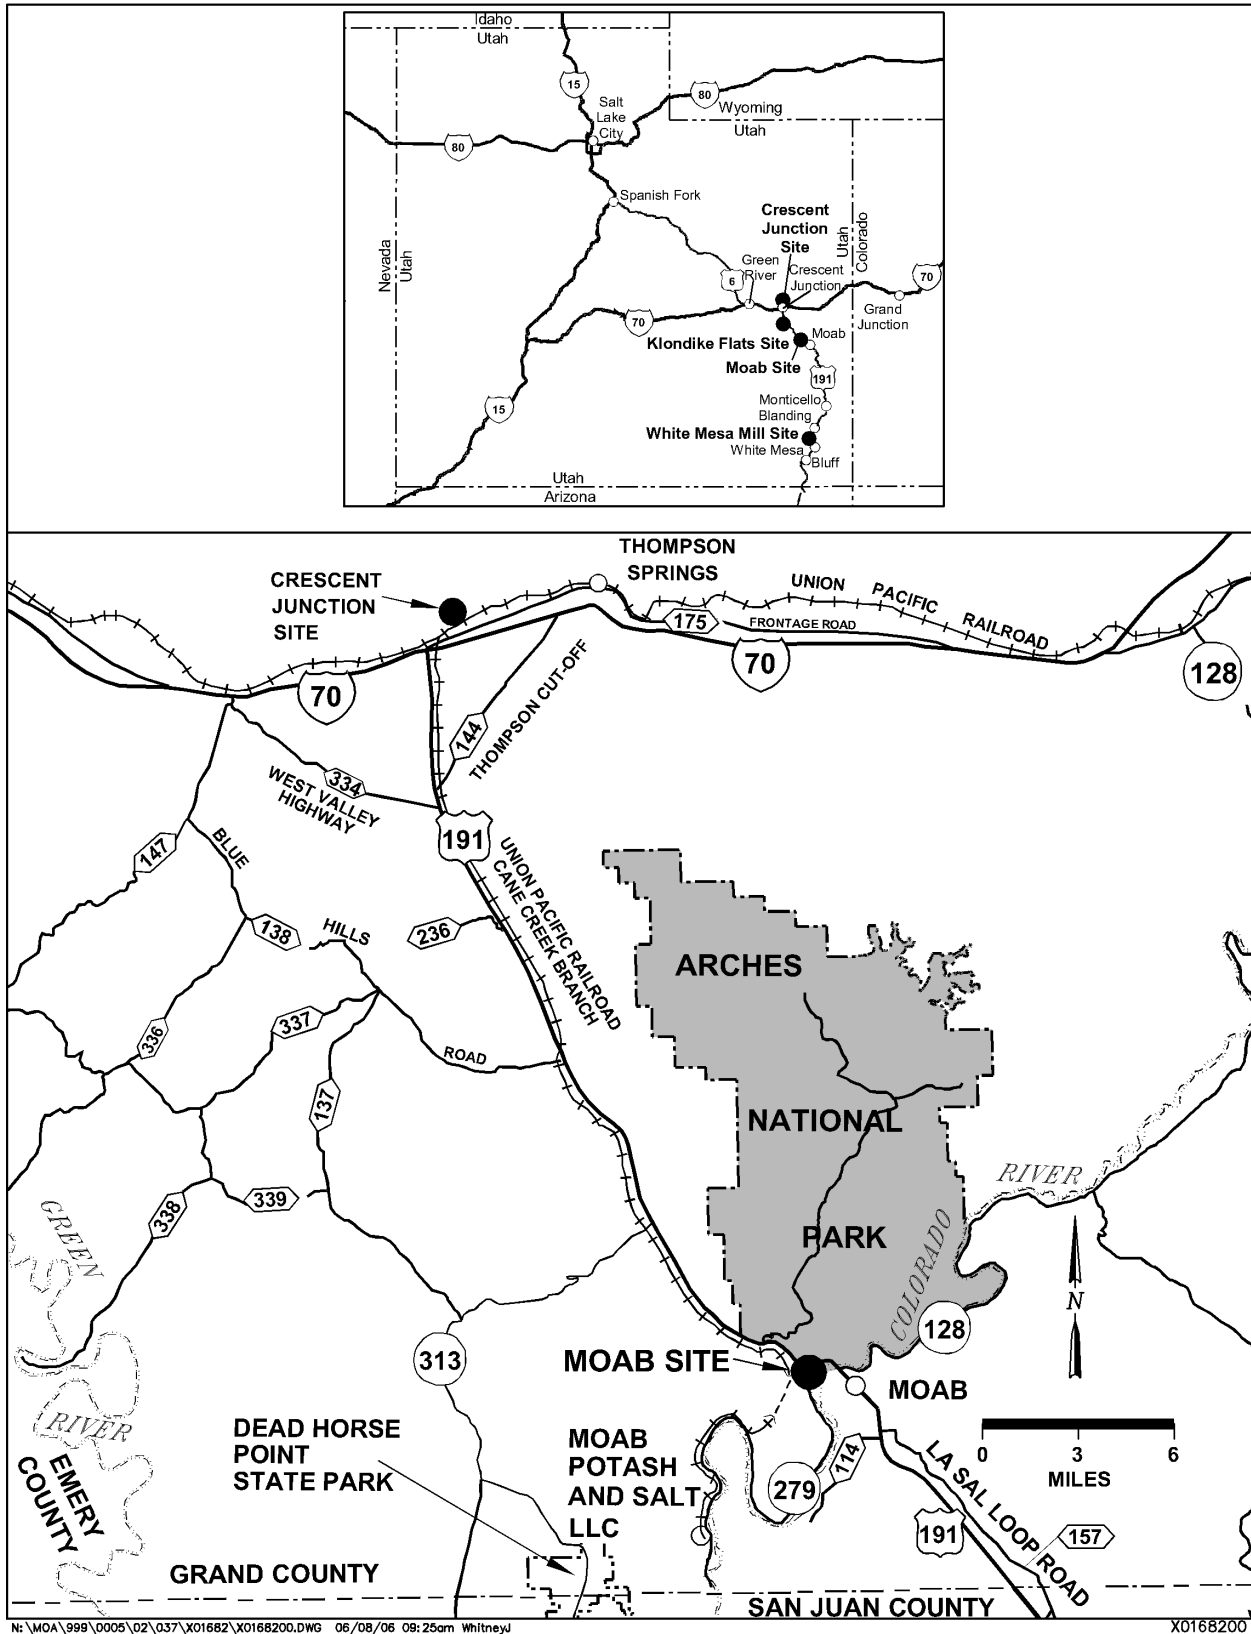 Idaho
Utah
15
80
Salt
Lake
City
Wyoming
Utah
80
Spanish Fork
Nevada
Utah
Crescent
Junction
Site
Utah
Colorado
Green
River
Crescent
Junction
6
70
Grand
Junction
70
Klondike Flats Site
Moab
Moab Site
191
15
Monticello
Blanding
White Mesa Mill Site
White Mesa
Bluff
Utah
Arizona
THOMPSON
SPRINGS
CRESCENT
JUNCTION
SITE
UNION PACIFIC RAILROAD
175
FRONTAGE ROAD
70
70
128
144
THOMPSON CUT-OFF
334
WEST VALLEY
HIGHWAY
191
147
BLUE
HILLS
ROAD
138
236
UNION PACIFIC RAILROAD
CANE CREEK BRANCH
ARCHES
NATIONAL
PARK
336
337
137
339
338
GREEN
RIVER
COLORADO
RIVER
N
128
313
MOAB SITE
MOAB
DEAD HORSE
POINT
STATE PARK
MOAB
POTASH
AND SALT
LLC
279
114
0 3 6
MILES
LA SAL LOOP ROAD
191
157
EMERY
COUNTY
GRAND COUNTY
SAN JUAN COUNTY
N:\MOA\999\0005\02\037\X01682\X0168200.DWG 06/08/06 09:25am WhitneyJ
X0168200